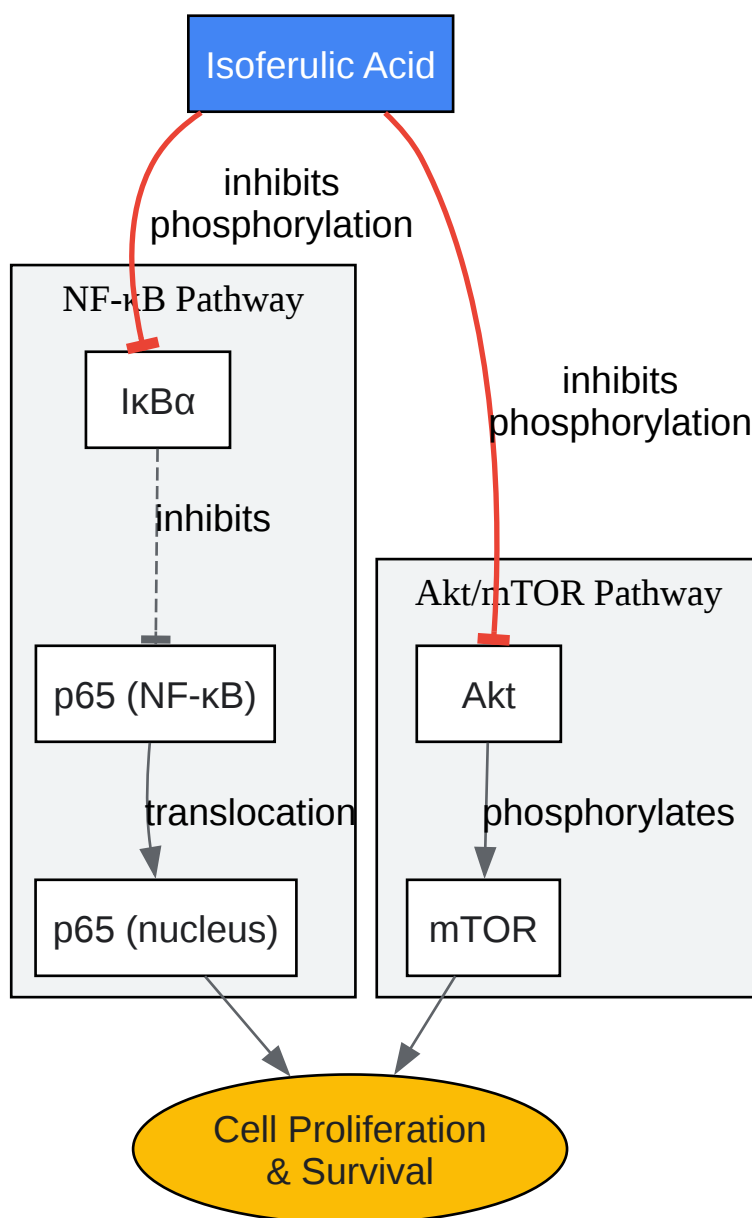 Isoferulic Acid
inhibits
phosphorylation
NF-κB Pathway
IκBα
inhibits
p65 (NF-κB)
translocation
p65 (nucleus)
inhibits
phosphorylation
Akt/mTOR Pathway
Akt
phosphorylates
mTOR
Cell Proliferation
& Survival